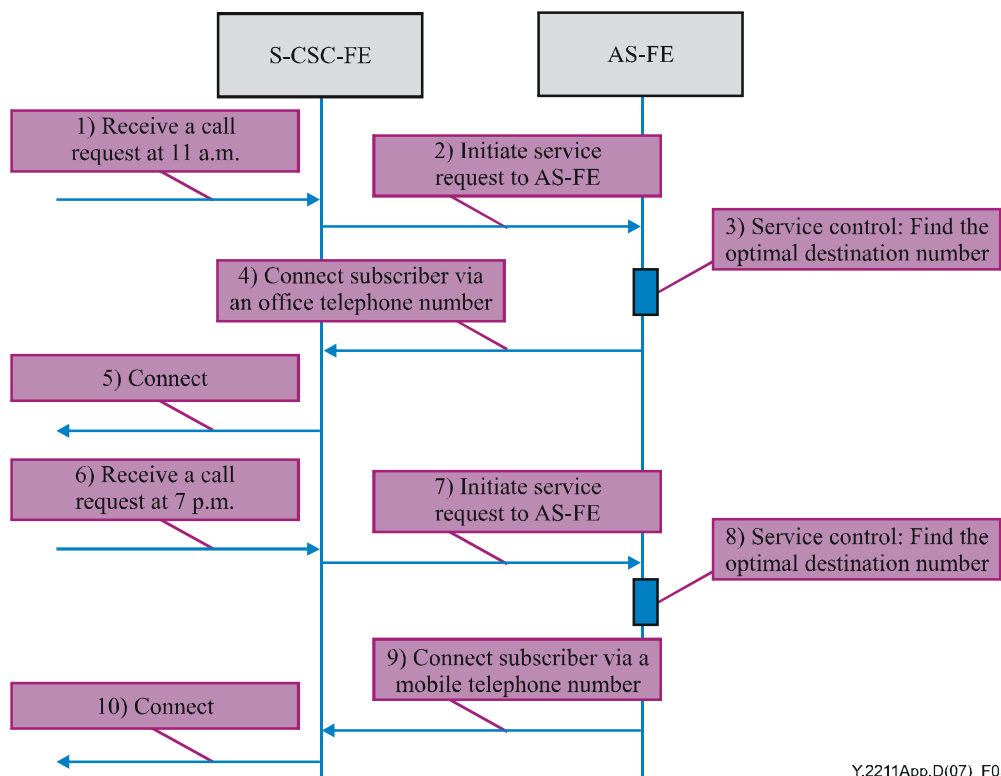 S-CSC-FE
AS-FE
1) Receive a call
request at 11 a.m.
2) Initiate service
request to AS-FE
3) Service control: Find the
optimal destination number
4) Connect subscriber via
an office telephone number
5) Connect
6) Receive a call
request at 7 p.m.
7) Initiate service
request to AS-FE
8) Service control: Find the
optimal destination number
9) Connect subscriber via a
mobile telephone number
10) Connect
Y.2211App.D(07)_F0